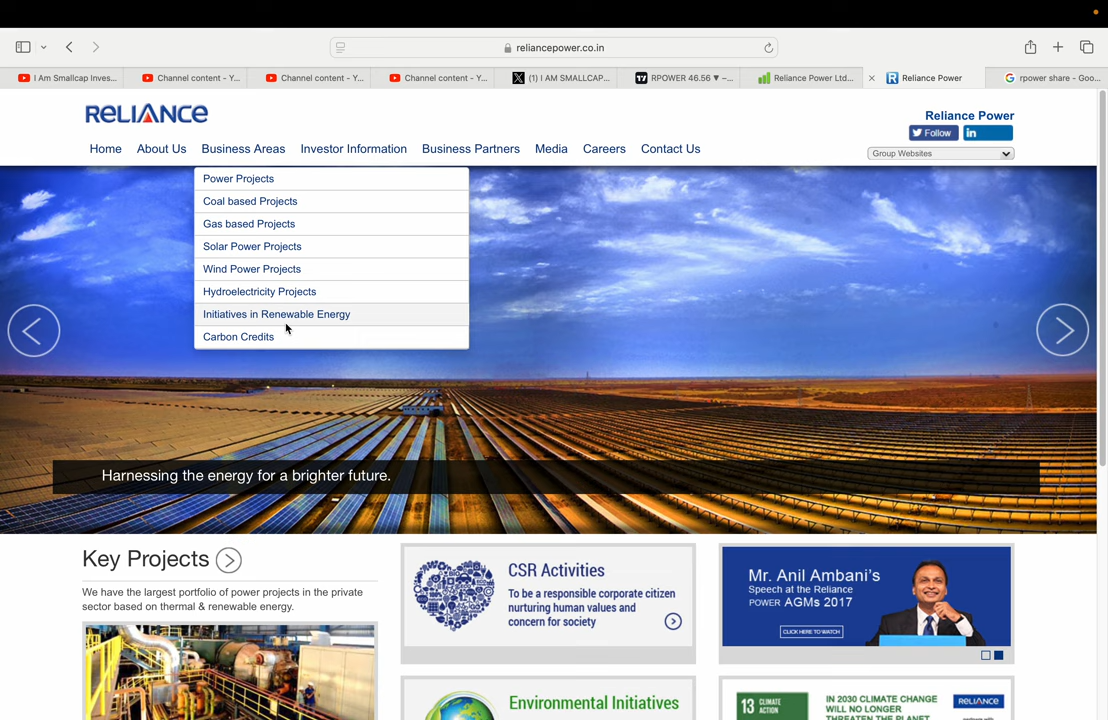 reliancepower.co.in
I Am Smallcap Inves...
Channel content - Y...
Channel content - Y...
Channel content - Y...
(1) I AM SMALLCAP...
RPOWER 46.56 ▼ –...
Reliance Power Ltd...
Reliance Power
rpower share - Goo...
RELIANCE
Reliance Power
Follow
in
Home About Us Business Areas Investor Information Business Partners Media Careers Contact Us
Group Websites
Power Projects
Coal based Projects
Gas based Projects
Solar Power Projects
Wind Power Projects
Hydroelectricity Projects
Initiatives in Renewable Energy
Carbon Credits
Harnessing the energy for a brighter future.
Key Projects
We have the largest portfolio of power projects in the private
sector based on thermal & renewable energy.
CSR Activities
To be a responsible corporate citizen
nurturing human values and
concern for society
Mr. Anil Ambani's
Speech at the Reliance
POWER AGMs 2017
CLICK HERE TO WATCH
Environmental Initiatives
13 CLIMATE
ACTION
IN 2030 CLIMATE CHANGE
WILL NO LONGER
THREATEN THE PLANET
RELIANCE